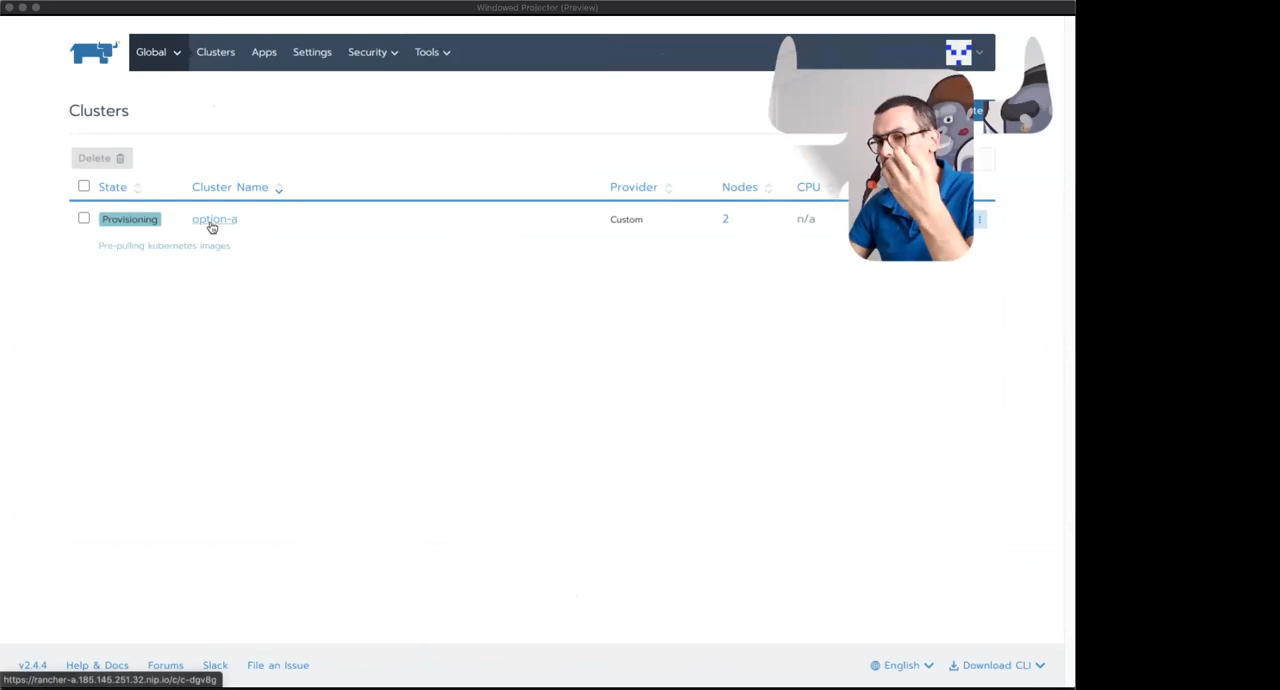 Windowed Projector (Preview)
Global Clusters Apps Settings Security Tools
Clusters
Delete
State Cluster Name Provider Nodes CPU
Provisioning option-a Custom 2 n/a
Pre-pulling kubernetes images
v2.4.4 Help & Docs Forums Slack File an Issue English Download CLI
https://rancher-a.185.145.251.32.nip.io/c/c-dgv8g